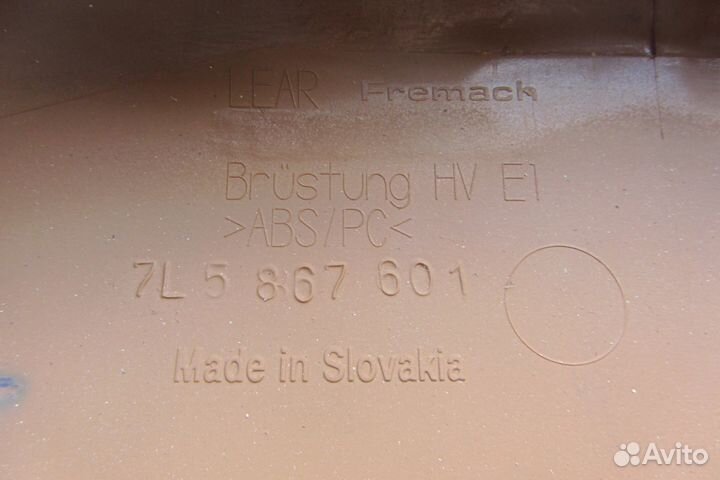 LEAR Fremach
Brüstung HV E1
>ABS/PC<
7L5 867 601
Made in Slovakia
Avito